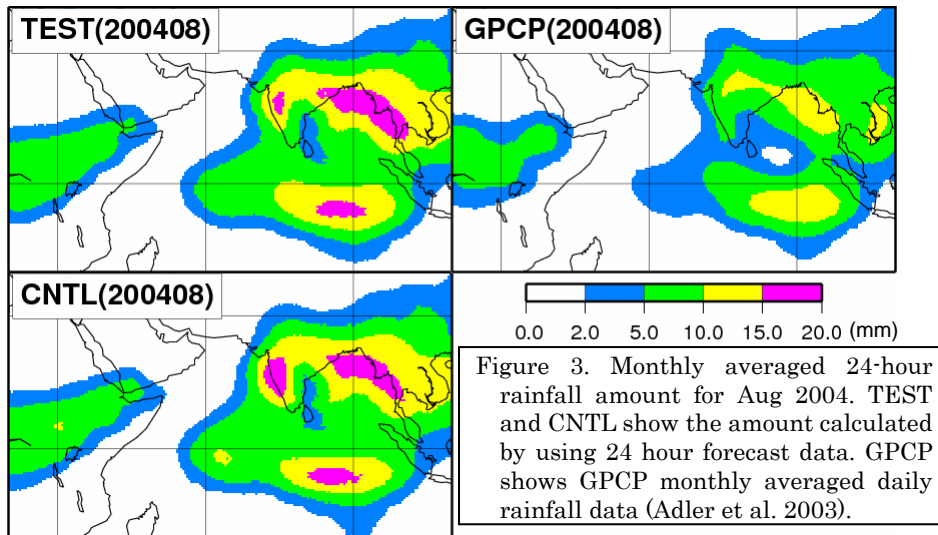 TEST(200408)
GPCP(200408)
CNTL(200408)
0.0 2.0 5.0 10.0 15.0 20.0 (mm)
Figure 3. Monthly averaged 24-hour
rainfall amount for Aug 2004. TEST
and CNTL show the amount calculated
by using 24 hour forecast data. GPCP
shows GPCP monthly averaged daily
rainfall data (Adler et al. 2003).